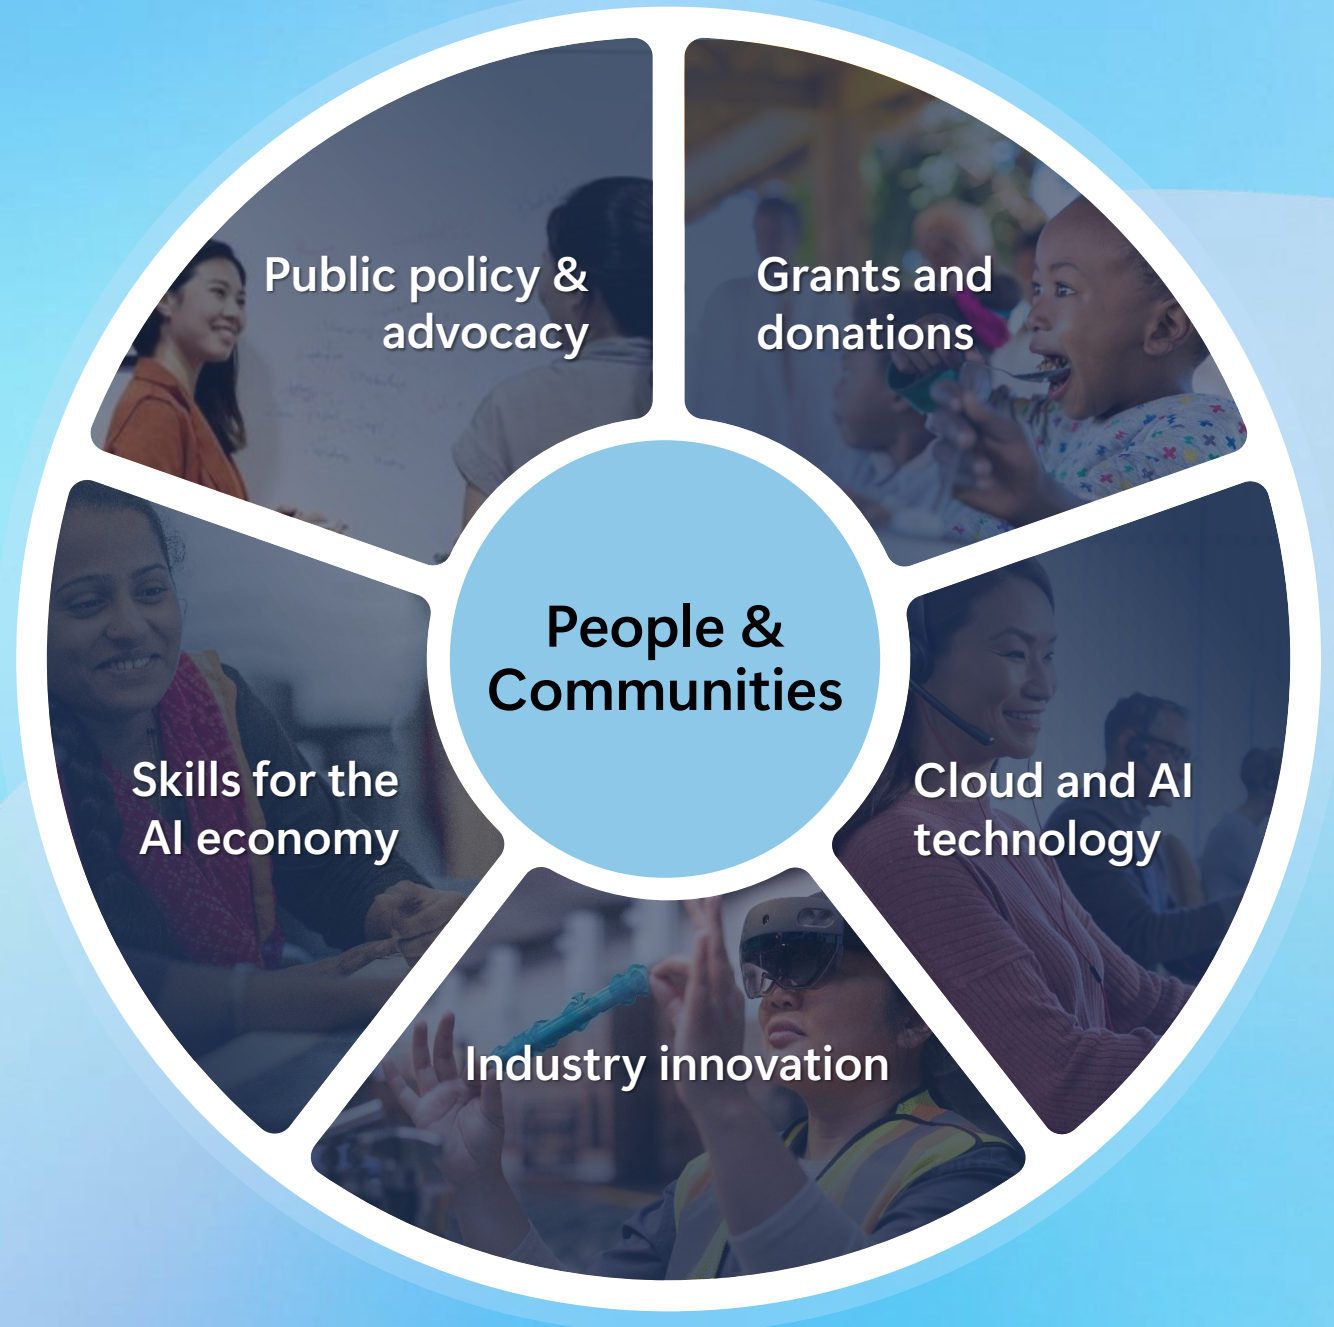 Public policy &
advocacy
Grants and
donations
People &
Communities
Skills for the
AI economy
Cloud and AI
technology
Industry innovation